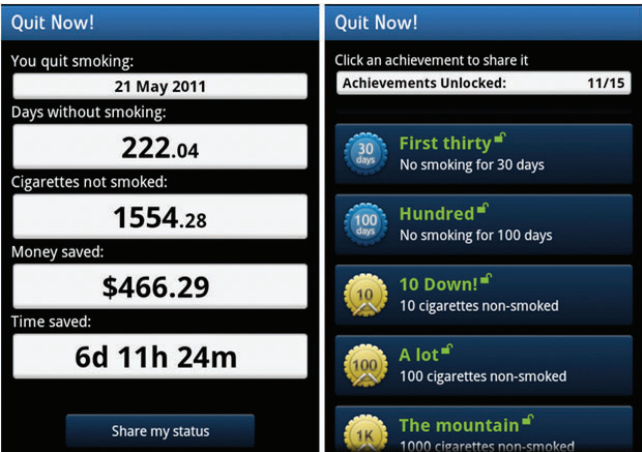 Quit Now!
You quit smoking:
21 May 2011
Days without smoking:
222.04
Cigarettes not smoked:
1554.28
Money saved:
$466.29
Time saved:
6d 11h 24m
Share my status
Quit Now!
Click an achievement to share it
Achievements Unlocked: 11/15
30
days
First thirty
No smoking for 30 days
100
days
Hundred
No smoking for 100 days
10
10 Down!
10 cigarettes non-smoked
100
A lot
100 cigarettes non-smoked
1K
The mountain
1000 cigarettes non-smoked